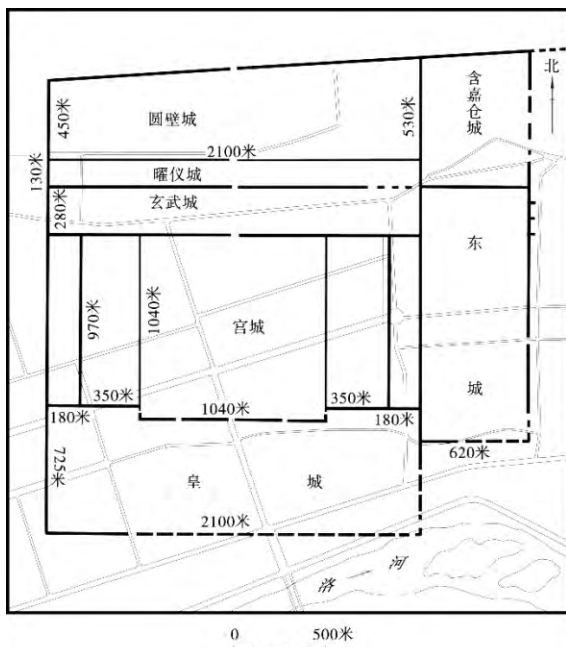 北
含嘉仓城
450米
圆壁城
530米
2100米
130米
曜仪城
280米
玄武城
东
970米
1040米
宫城
350米
1040米
350米
城
180米
180米
725米
620米
皇
城
2100米
洛
河
0
500米